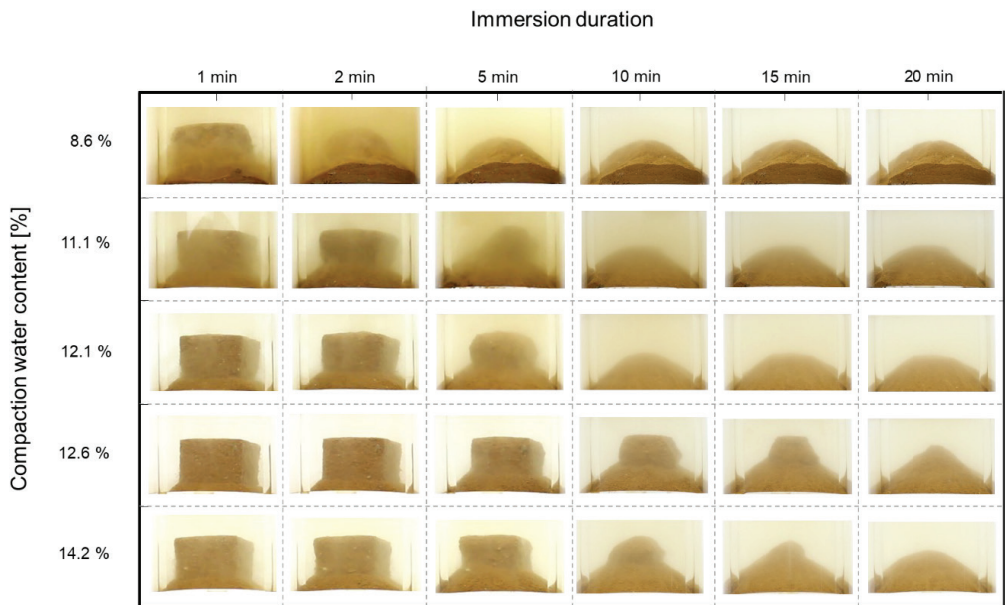 Immersion duration
1 min 2 min 5 min 10 min 15 min 20 min
Compaction water content [%]
8.6 %
11.1 %
12.1 %
12.6 %
14.2 %